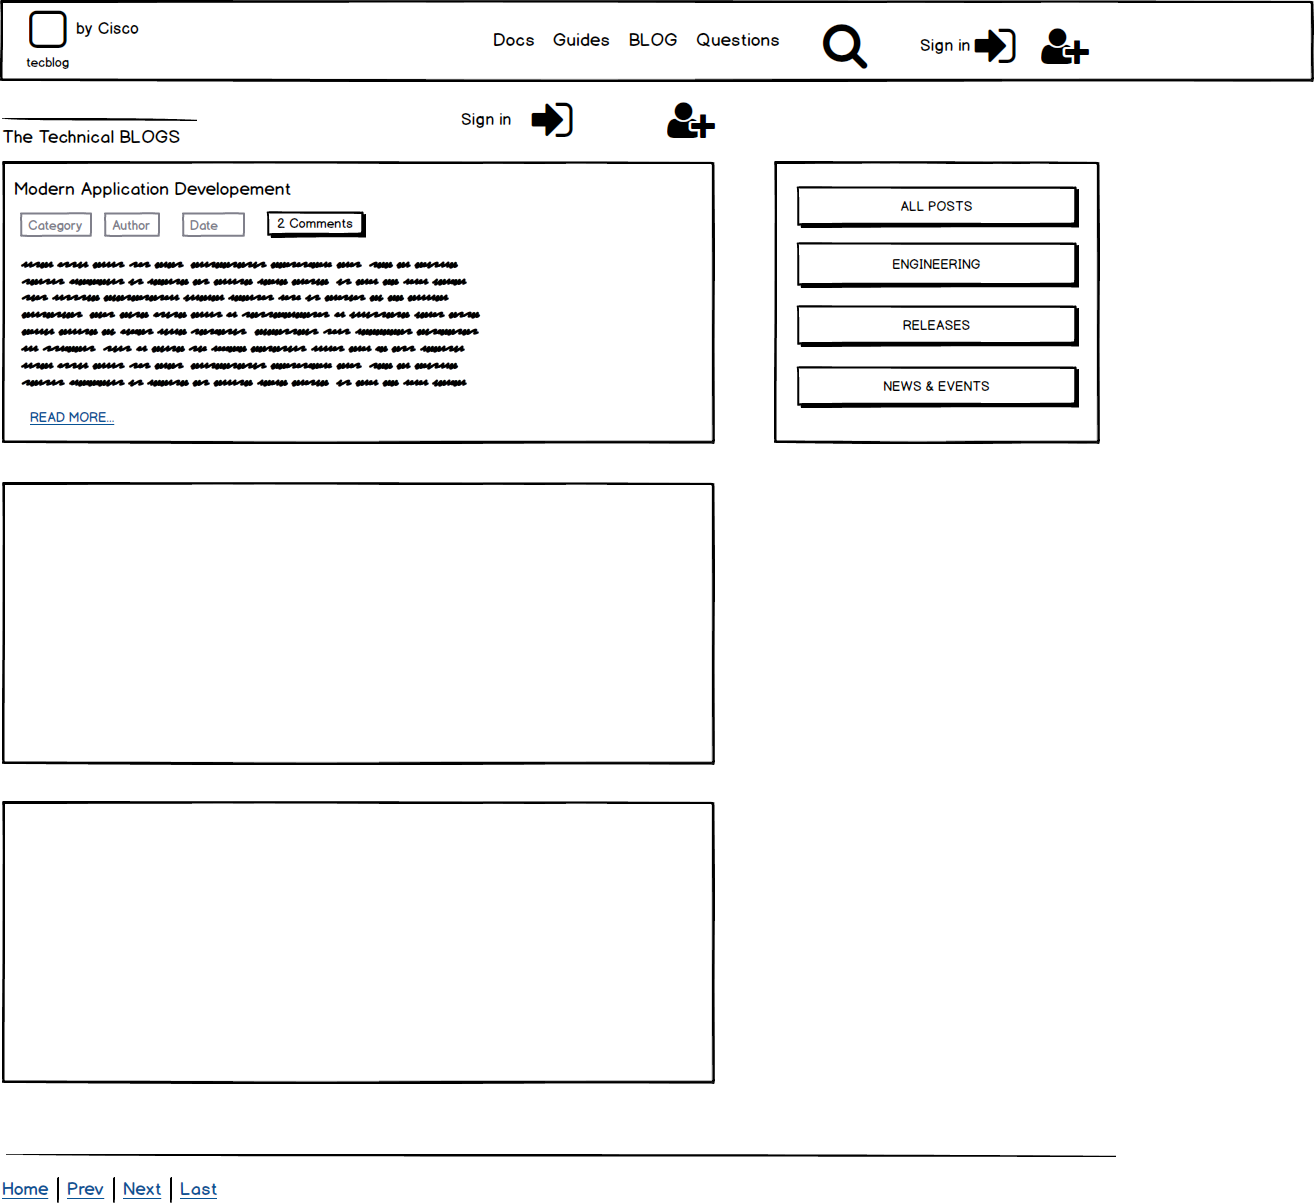 by Cisco
tecblog
Docs Guides BLOG Questions
Sign in
Sign in
The Technical BLOGS
Modern Application Developement
Category Author Date 2 Comments
READ MORE...
ALL POSTS
ENGINEERING
RELEASES
NEWS & EVENTS
Home Prev Next Last